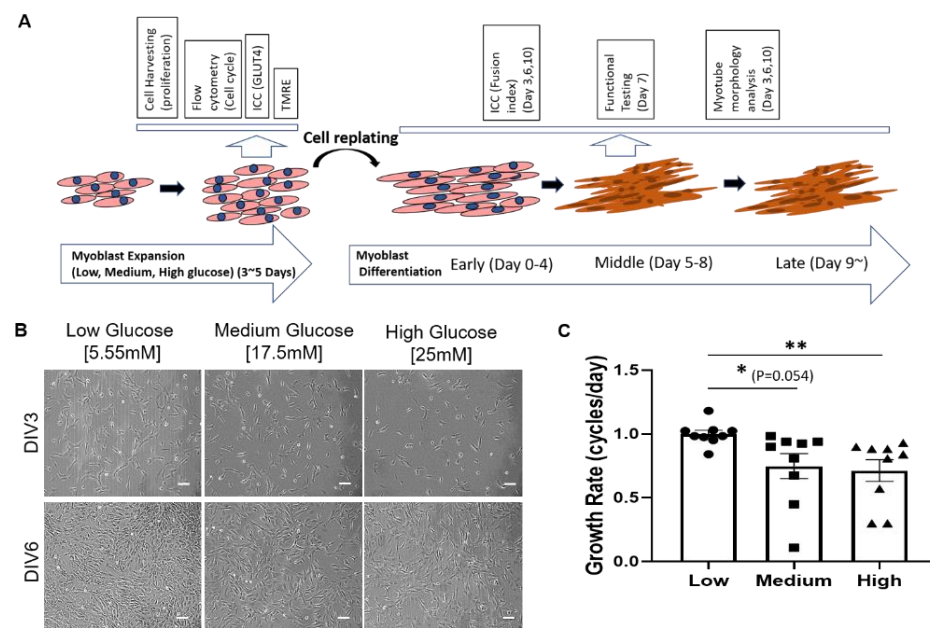 A
Cell Harvesting
(proliferation)
Flow
cytometry
(Cell cycle)
ICC (GLUT4)
TMRE
Cell replating
ICC (Fusion
index)
(Day 3,6,10)
Functional
Testing
(Day 7)
Myotube
morphology
analysis
(Day 3,6,10)
Myoblast Expansion
(Low, Medium, High glucose) (3~5 Days)
Myoblast
Differentiation
Early (Day 0-4)
Middle (Day 5-8)
Late (Day 9~)
B
Low Glucose
[5.55mM]
Medium Glucose
[17.5mM]
High Glucose
[25mM]
DIV3
DIV6
C
Growth Rate (cycles/day)
**
* (P=0.054)
1.5
1.0
0.5
0.0
Low
Medium
High